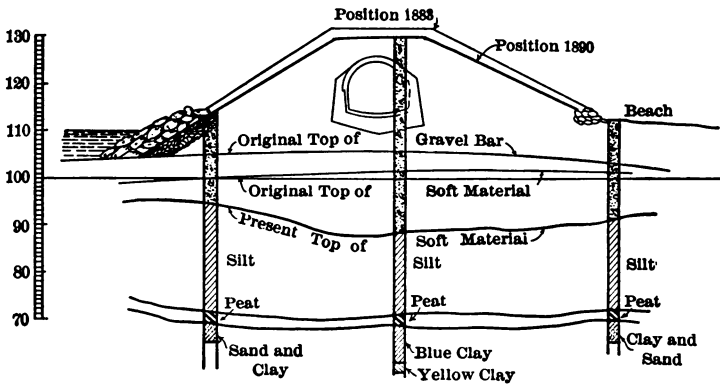 Position 1883
130
Position 1890
120
Beach
110
Original Top of Gravel Bar
100
Original Top of Soft Material
90
Present Top of Soft Material
80
Silt
Silt
Silt
Peat
Peat
Peat
70
Sand and
Clay
Blue Clay
Yellow Clay
Clay and
Sand